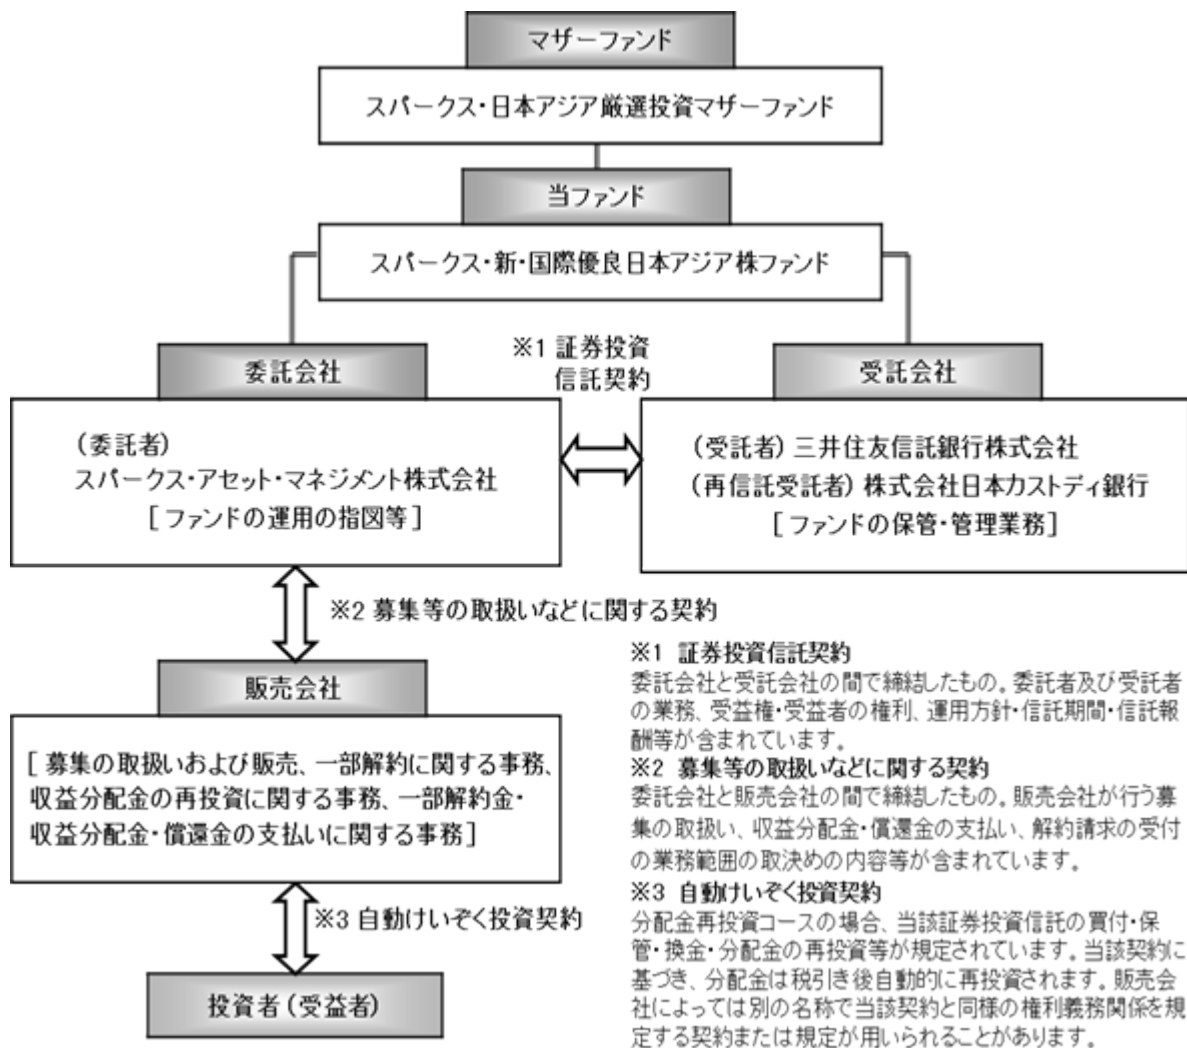 マザーファンド
スパークス・日本アジア厳選投資マザーファンド
当ファンド
スパークス・新・国際優良日本アジア株ファンド
※1 証券投資
信託契約
委託会社
(委託者)
スパークス・アセット・マネジメント株式会社
[ファンドの運用の指図等]
受託会社
(受託者)三井住友信託銀行株式会社
(再信託受託者)株式会社日本カストディ銀行
[ファンドの保管・管理業務]
※2 募集等の取扱いなどに関する契約
販売会社
[募集の取扱いおよび販売、一部解約に関する事務、
収益分配金の再投資に関する事務、一部解約金・
収益分配金・償還金の支払いに関する事務]
※3 自動けいぞく投資契約
投資者(受益者)
※1 証券投資信託契約
委託会社と受託会社の間で締結したもの。委託者及び受託者
の業務、受益権・受益者の権利、運用方針・信託期間・信託報
酬等が含まれています。
※2 募集等の取扱いなどに関する契約
委託会社と販売会社の間で締結したもの。販売会社が行う募
集の取扱い、収益分配金・償還金の支払い、解約請求の受付
の業務範囲の取決めの内容等が含まれています。
※3 自動けいぞく投資契約
分配金再投資コースの場合、当該証券投資信託の買付・保
管・換金・分配金の再投資等が規定されています。当該契約に
基づき、分配金は税引き後自動的に再投資されます。販売会
社によっては別の名称で当該契約と同様の権利義務関係を規
定する契約または規定が用いられることがあります。